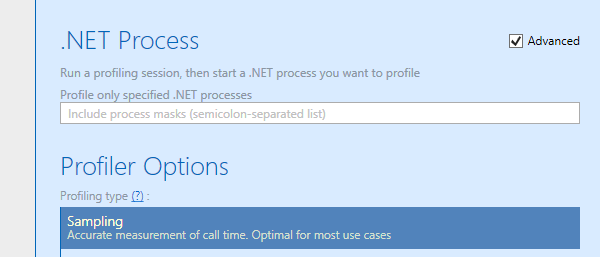 .NET Process
Advanced
Run a profiling session, then start a .NET process you want to profile
Profile only specified .NET processes
Include process masks (semicolon-separated list)
Profiler Options
Profiling type (?) :
Sampling
Accurate measurement of call time. Optimal for most use cases